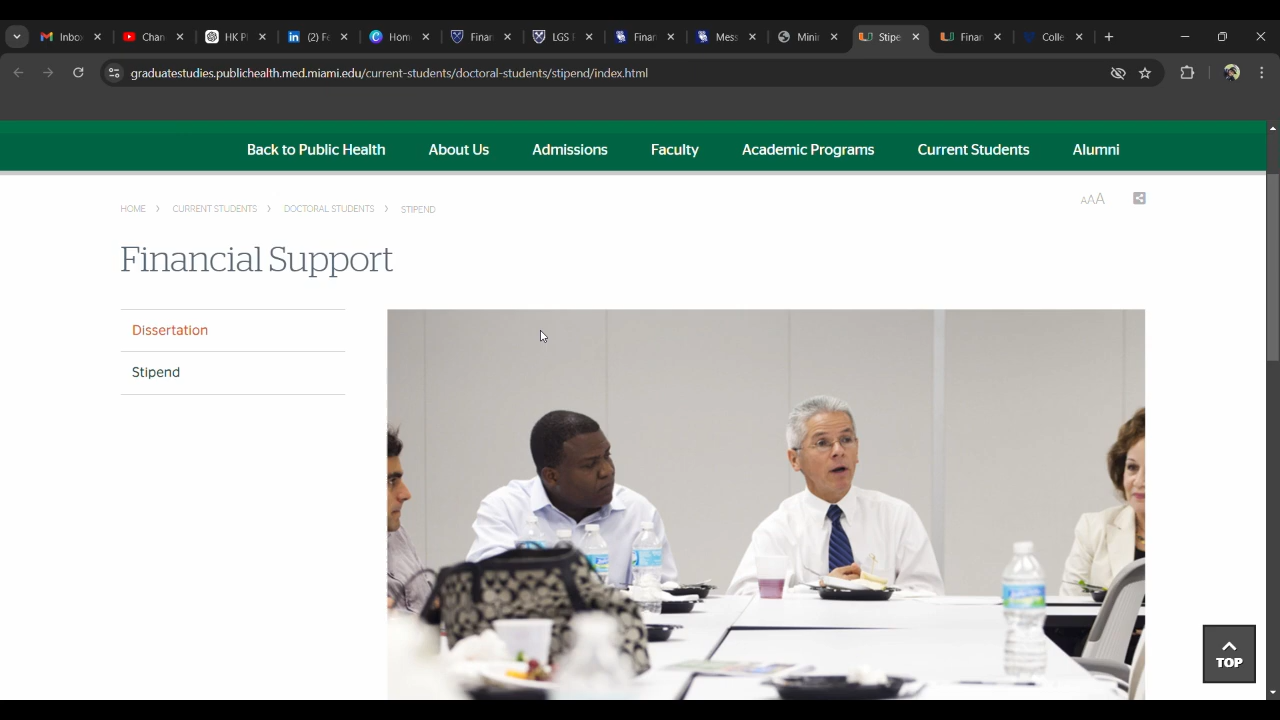 Inbo
Chan
HK Pl
(2) Fe
Hom
Finar
LGS F
Finar
Mess
Mini
Stipe
Finar
Colle
graduatestudies.publichealth.med.miami.edu/current-students/doctoral-students/stipend/index.html
Back to Public Health
About Us
Admissions
Faculty
Academic Programs
Current Students
Alumni
HOME > CURRENT STUDENTS > DOCTORAL STUDENTS > STIPEND
AAA
Financial Support
Dissertation
Stipend
TOP